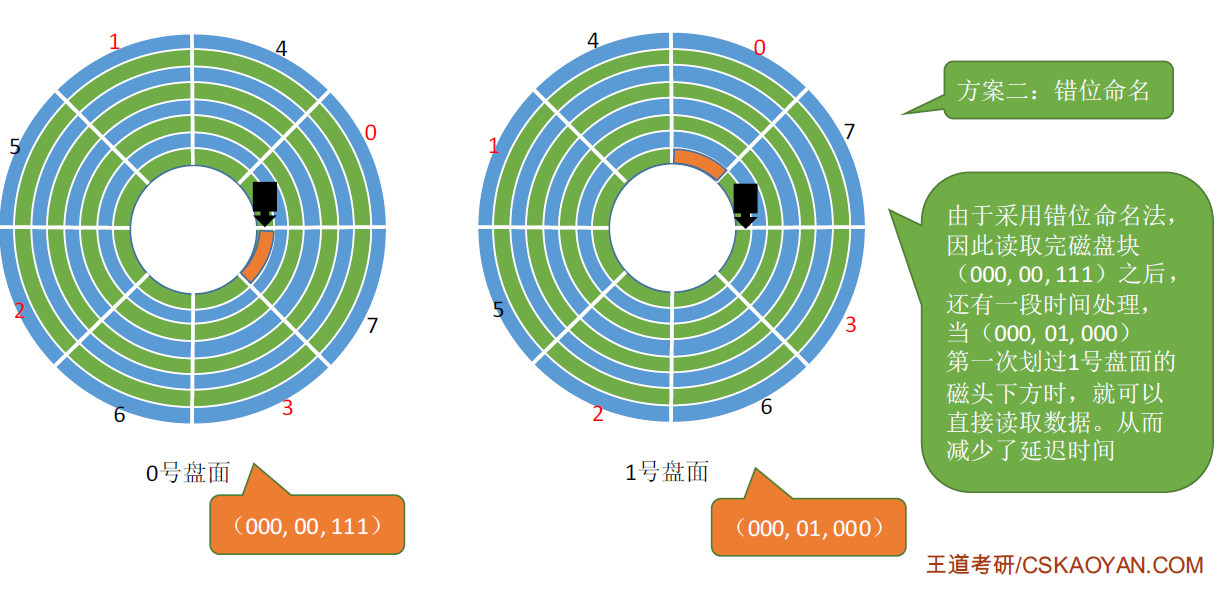 1
4
0
5
2
7
6
3
0号盘面
(000, 00, 111)
4
0
1
7
5
3
2
6
1号盘面
(000, 01, 000)
方案二：错位命名
由于采用错位命名法，
因此读取完磁盘块
(000, 00, 111) 之后，
还有一段时间处理，
当 (000, 01, 000)
第一次划过1号盘面的
磁头下方时，就可以
直接读取数据。从而
减少了延迟时间
王道考研/CSKAOYAN.COM